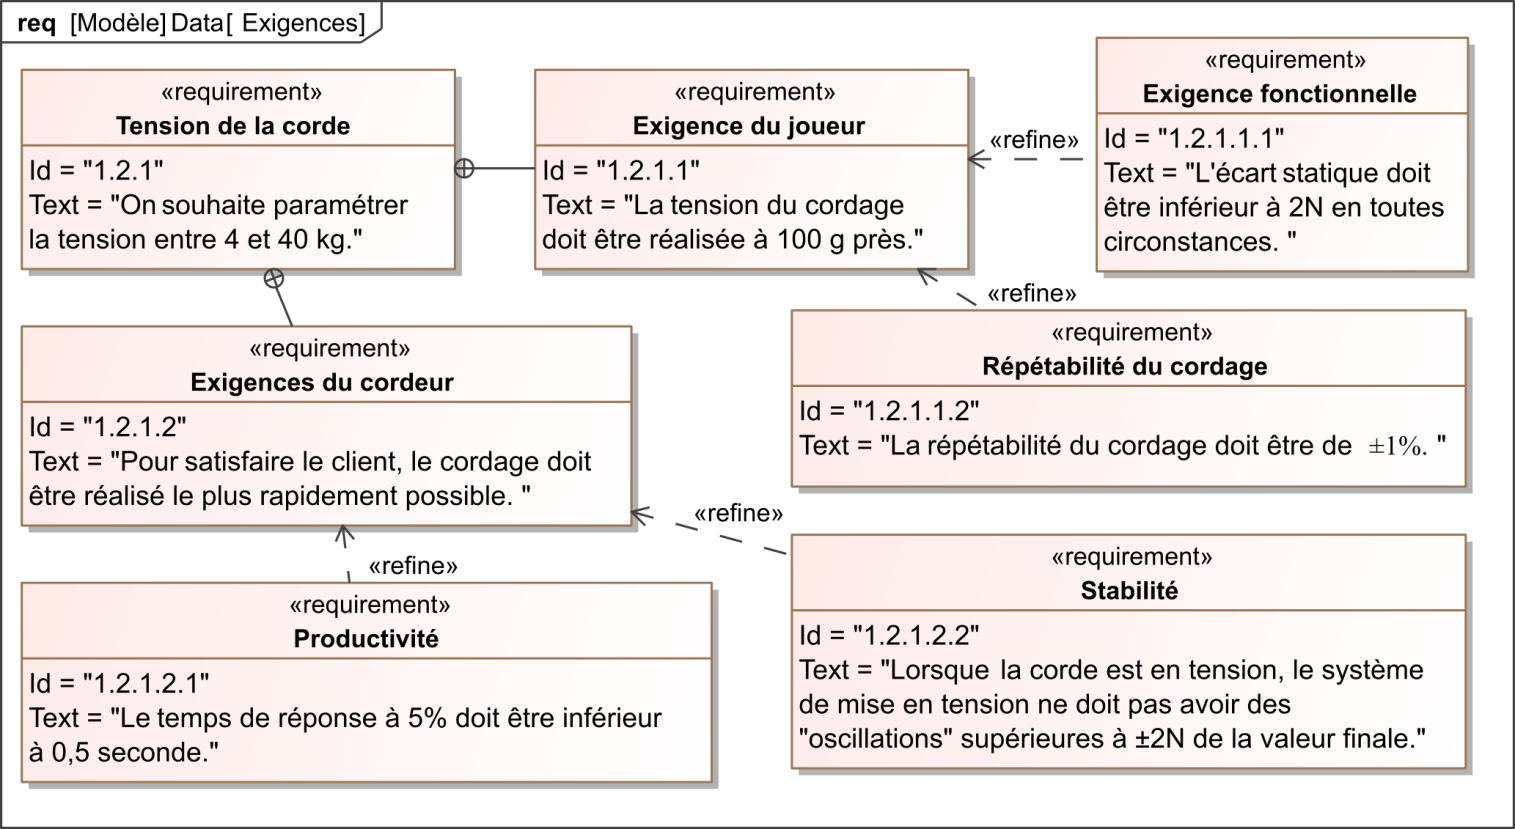 req [Modèle] Data[ Exigences]
«requirement»
Tension de la corde
Id = "1.2.1"
Text = "On souhaite paramétrer
la tension entre 4 et 40 kg."
«requirement»
Exigence du joueur
Id = "1.2.1.1"
Text = "La tension du cordage
doit être réalisée à 100 g près."
«refine»
«requirement»
Exigence fonctionnelle
Id = "1.2.1.1.1"
Text = "L'écart statique doit
être inférieur à 2N en toutes
circonstances. "
«refine»
«requirement»
Répétabilité du cordage
Id = "1.2.1.1.2"
Text = "La répétabilité du cordage doit être de ±1%. "
«requirement»
Exigences du cordeur
Id = "1.2.1.2"
Text = "Pour satisfaire le client, le cordage doit
être réalisé le plus rapidement possible. "
«refine»
«refine»
«requirement»
Productivité
Id = "1.2.1.2.1"
Text = "Le temps de réponse à 5% doit être inférieur
à 0,5 seconde."
«requirement»
Stabilité
Id = "1.2.1.2.2"
Text = "Lorsque la corde est en tension, le système
de mise en tension ne doit pas avoir des
"oscillations" supérieures à ±2N de la valeur finale."